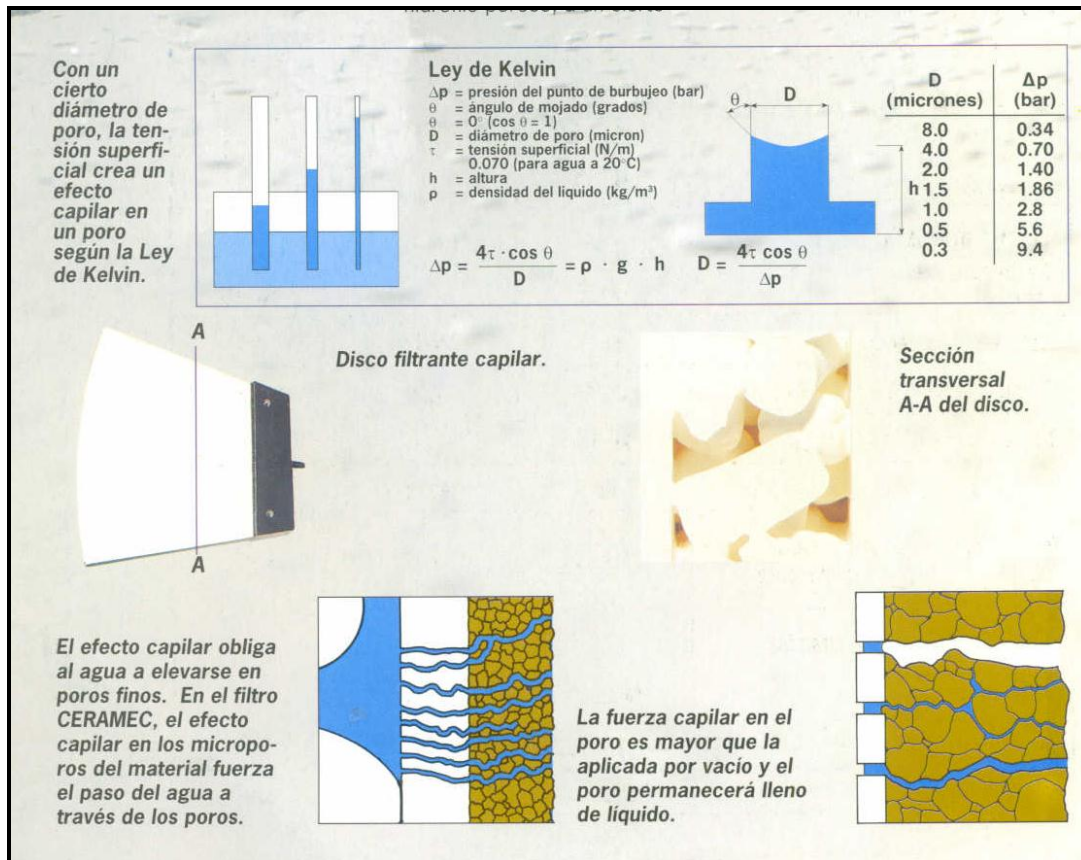 Con un
cierto
diámetro de
poro, la ten-
sión superfi-
cial crea un
efecto
capilar en
un poro
según la Ley
de Kelvin.
Ley de Kelvin
Δp = presión del punto de burbujeo (bar)
θ = ángulo de mojado (grados)
θ = 0° (cos θ = 1)
D = diámetro de poro (micron)
τ = tensión superficial (N/m)
0.070 (para agua a 20°C)
h = altura
ρ = densidad del liquido (kg/m³)
Δp = 4τ · cos θ / D = ρ · g · h
D = 4τ cos θ / Δp
θ D
h
D Δp
(micrones) (bar)
8.0 0.34
4.0 0.70
2.0 1.40
1.5 1.86
1.0 2.8
0.5 5.6
0.3 9.4
A
A
Disco filtrante capilar.
Sección
transversal
A-A del disco.
El efecto capilar obliga
al agua a elevarse en
poros finos. En el filtro
CERAMEC, el efecto
capilar en los micropo-
ros del material fuerza
el paso del agua a
través de los poros.
La fuerza capilar en el
poro es mayor que la
aplicada por vacío y el
poro permanecerá lleno
de líquido.